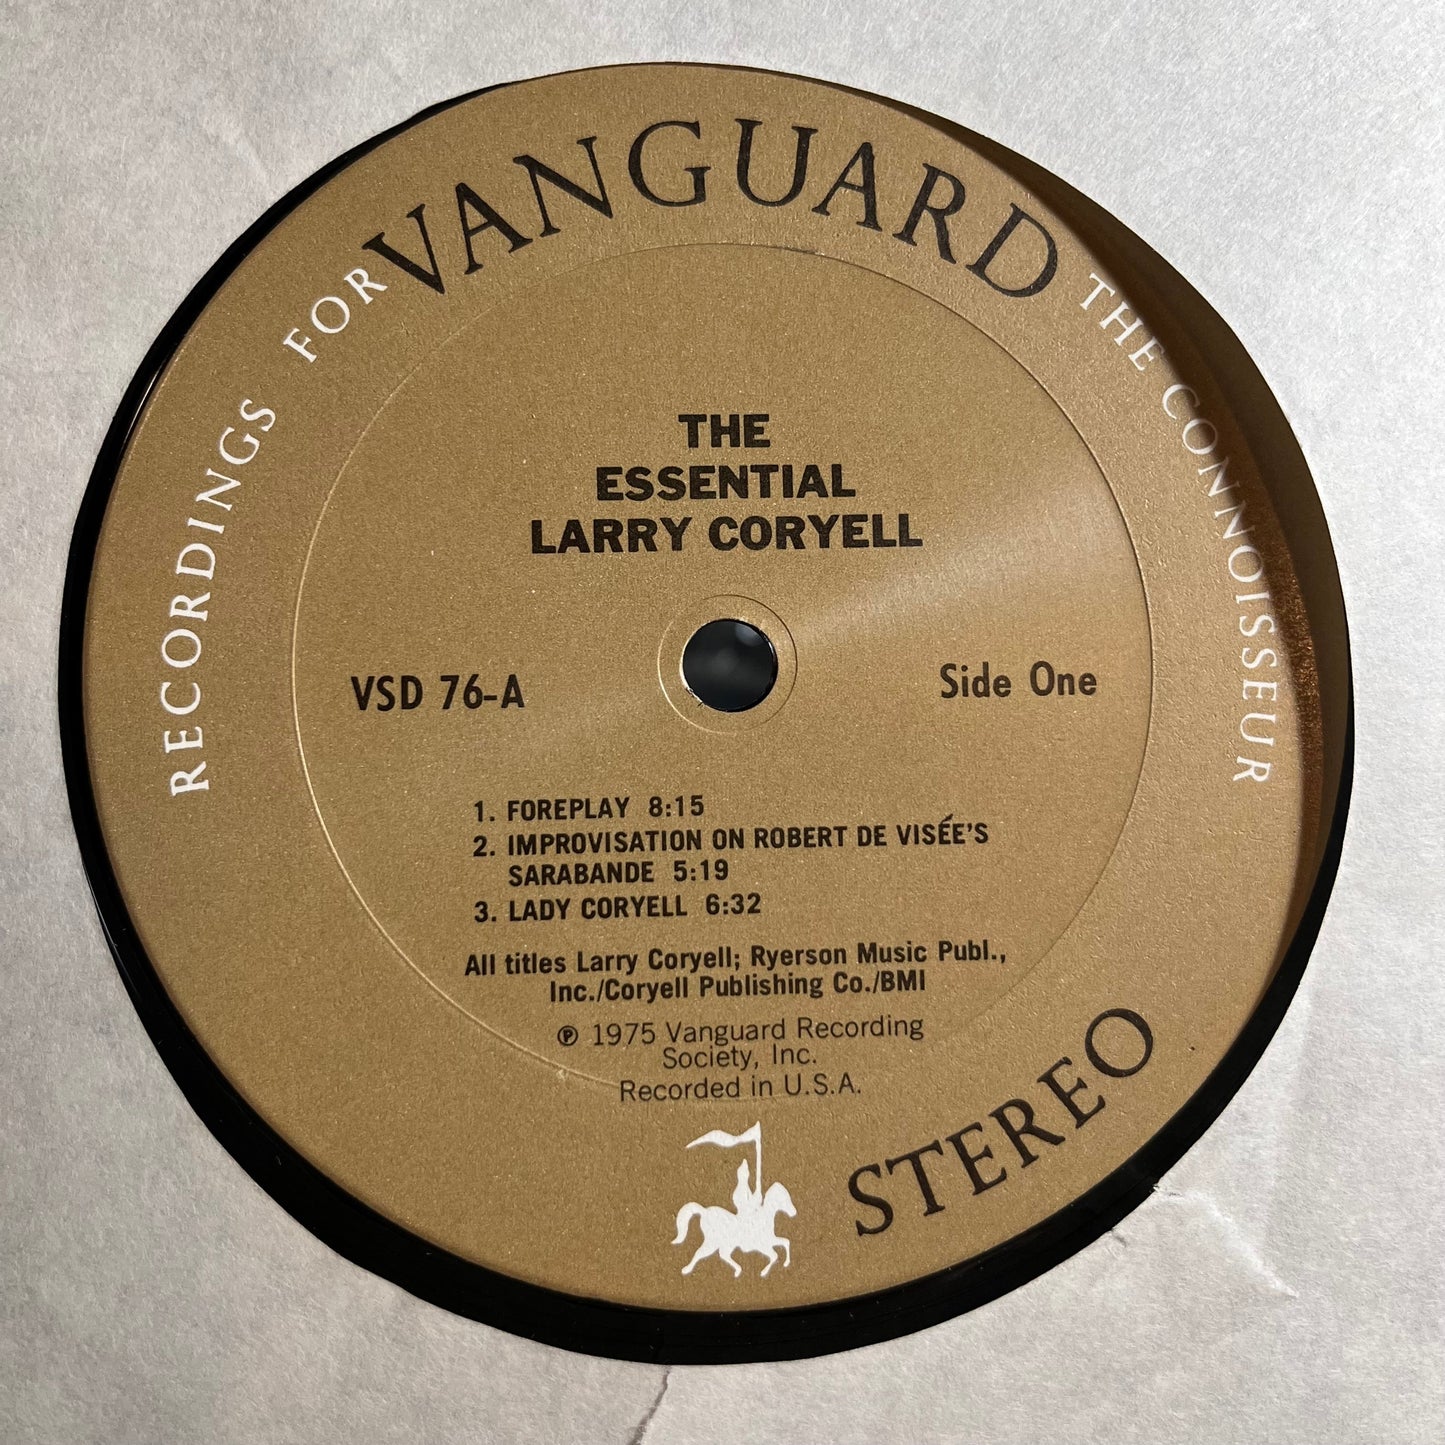 VANGUARD
RECORDINGS FOR THE CONNOISSEUR
THE
ESSENTIAL
LARRY CORYELL
VSD 76-A
Side One
1. FOREPLAY 8:15
2. IMPROVISATION ON ROBERT DE VISÉE'S
SARABANDE 5:19
3. LADY CORYELL 6:32
All titles Larry Coryell; Ryerson Music Publ.,
Inc./Coryell Publishing Co./BMI
℗ 1975 Vanguard Recording
Society, Inc.
Recorded in U.S.A.
STEREO